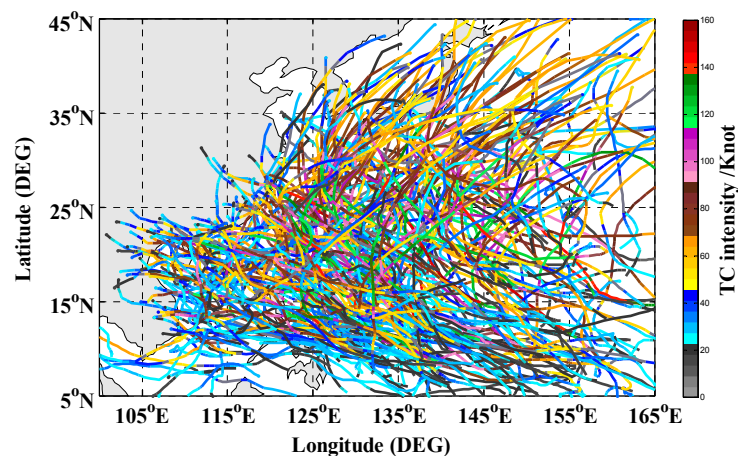 45°N
35°N
25°N
15°N
5°N
105°E 115°E 125°E 135°E 145°E 155°E 165°E
Latitude (DEG)
Longitude (DEG)
160
140
120
100
80
60
40
20
0
TC intensity /Knot